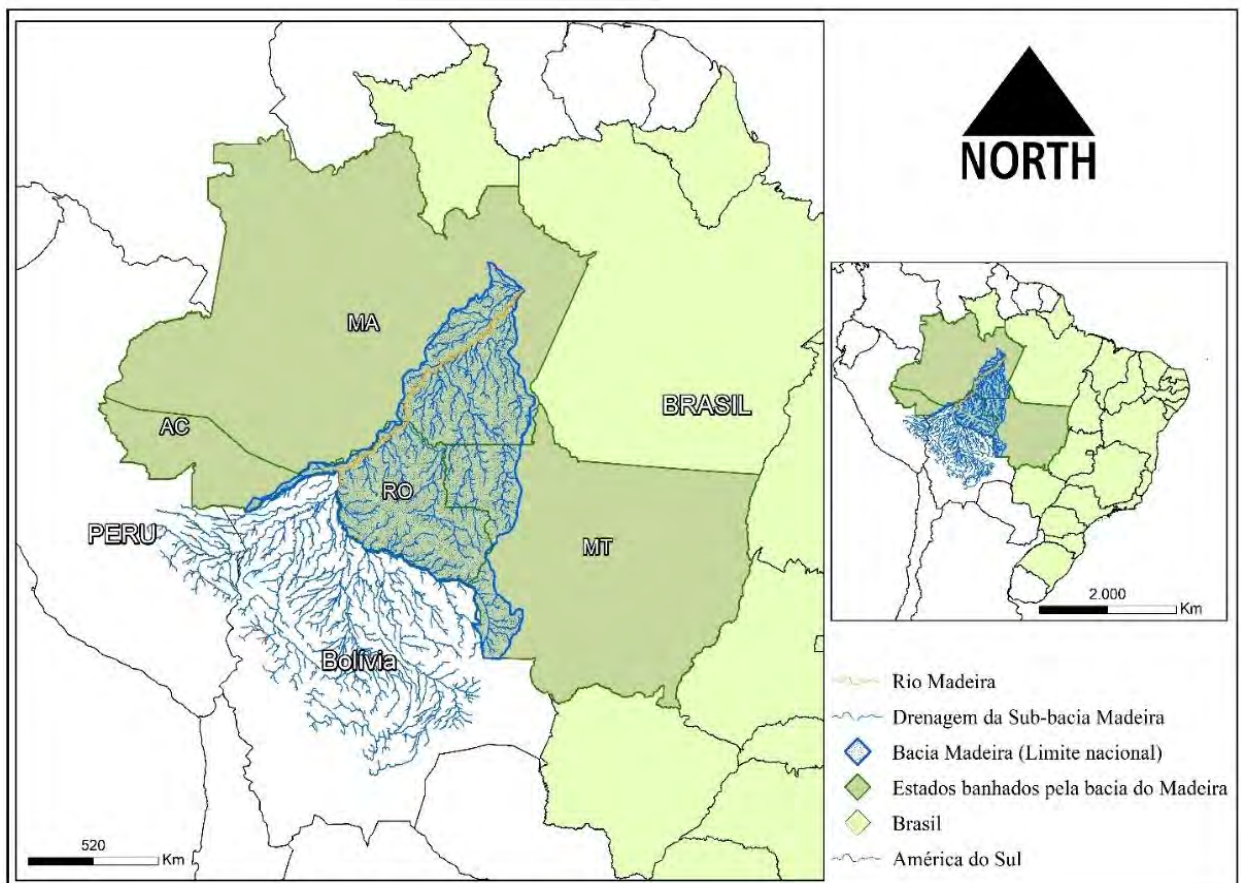 MA
AC
RO
MT
BRASIL
PERU
Bolívia
520
Km
NORTH
2.000
Km
Rio Madeira
Drenagem da Sub-bacia Madeira
Bacia Madeira (Limite nacional)
Estados banhados pela bacia do Madeira
Brasil
América do Sul